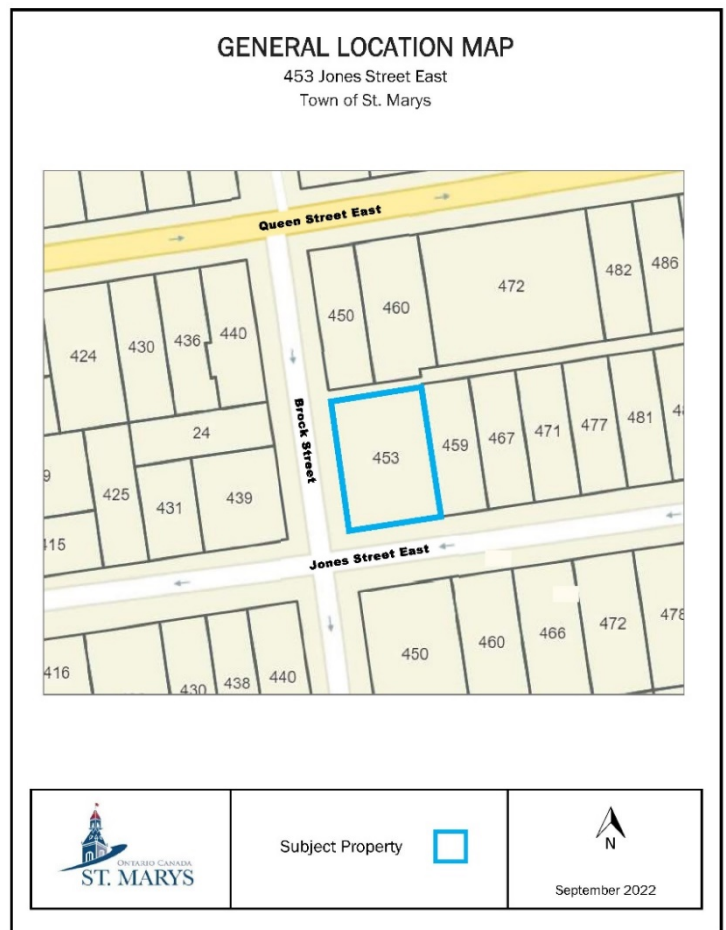 GENERAL LOCATION MAP
453 Jones Street East
Town of St. Marys
Queen Street East
482
486
472
450
460
424
430
436
440
Brock Street
24
453
459
467
471
477
481
425
431
439
415
Jones Street East
450
460
466
472
478
416
430
438
440
ONTARIO CANADA
ST. MARYS
Subject Property
N
September 2022